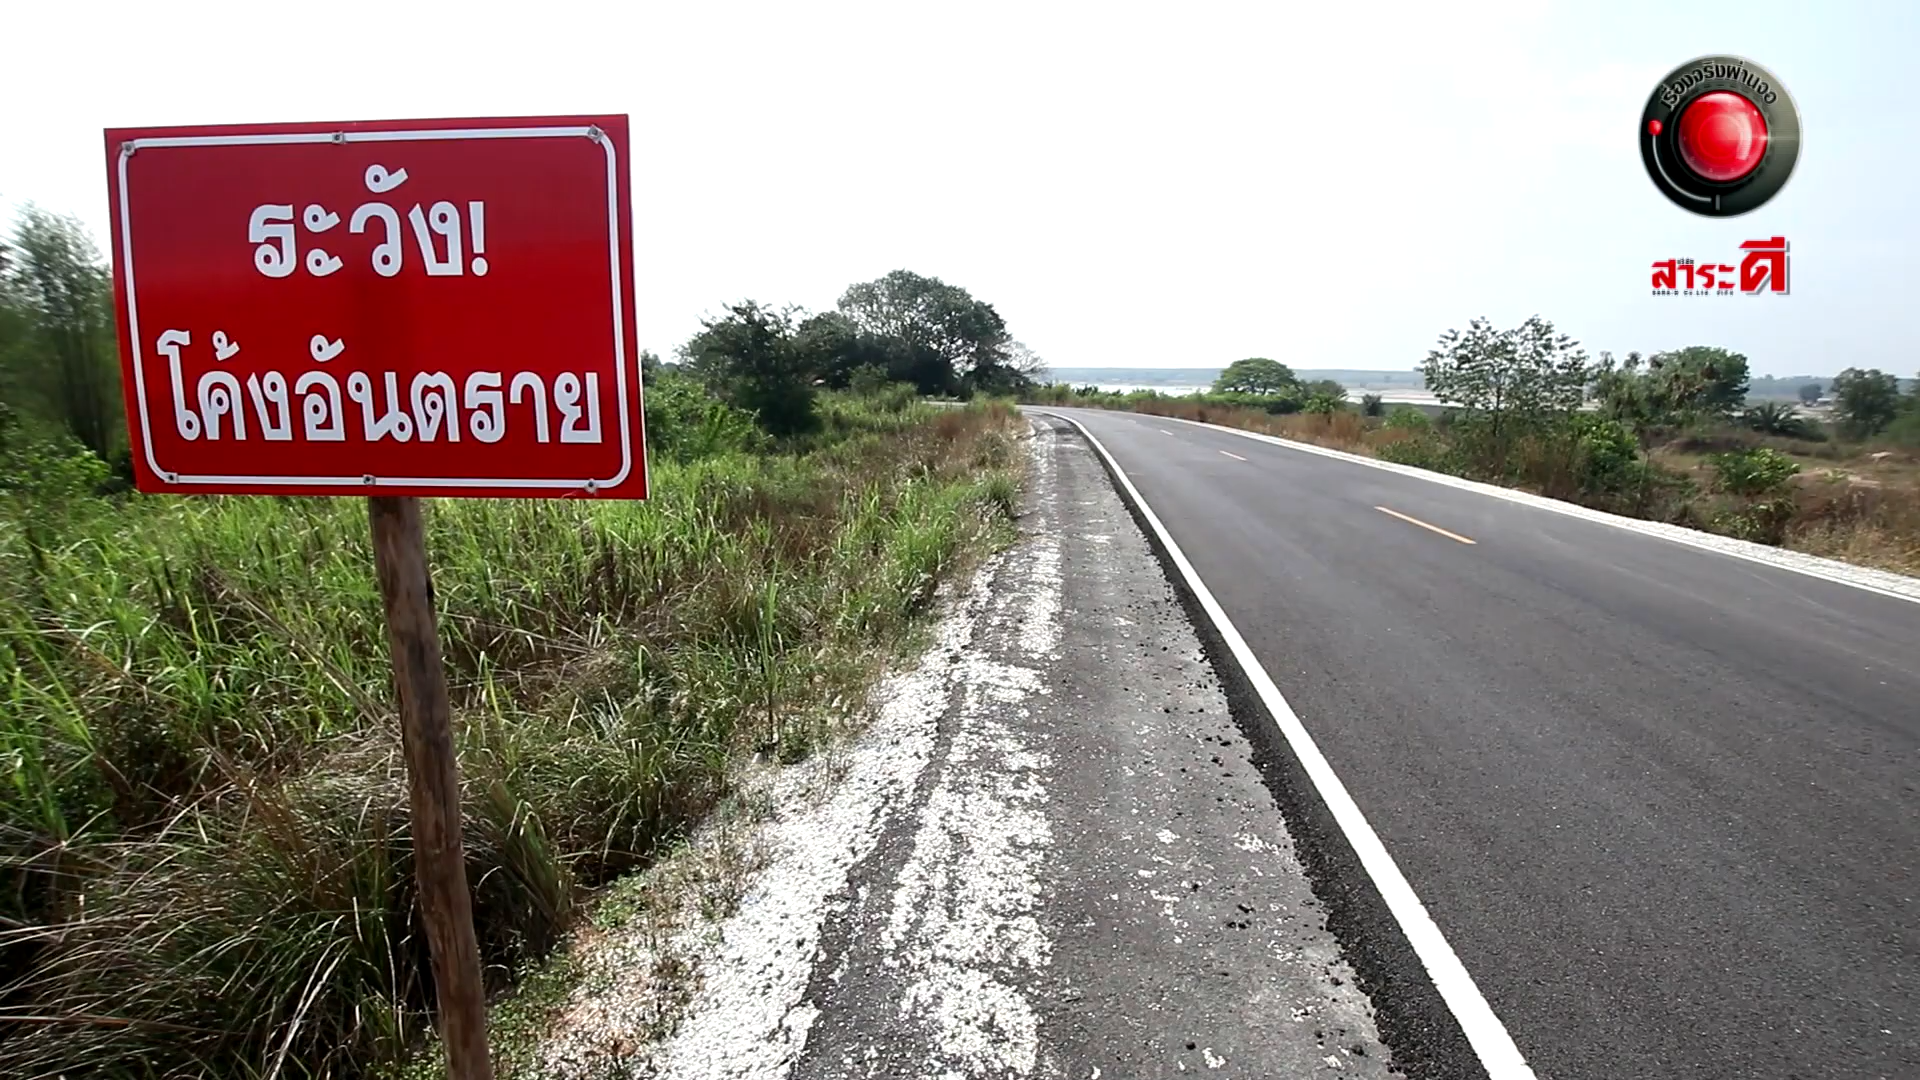 ระวัง!
โค้งอันตราย
เรื่องจริงผ่านจอ
สาระดี